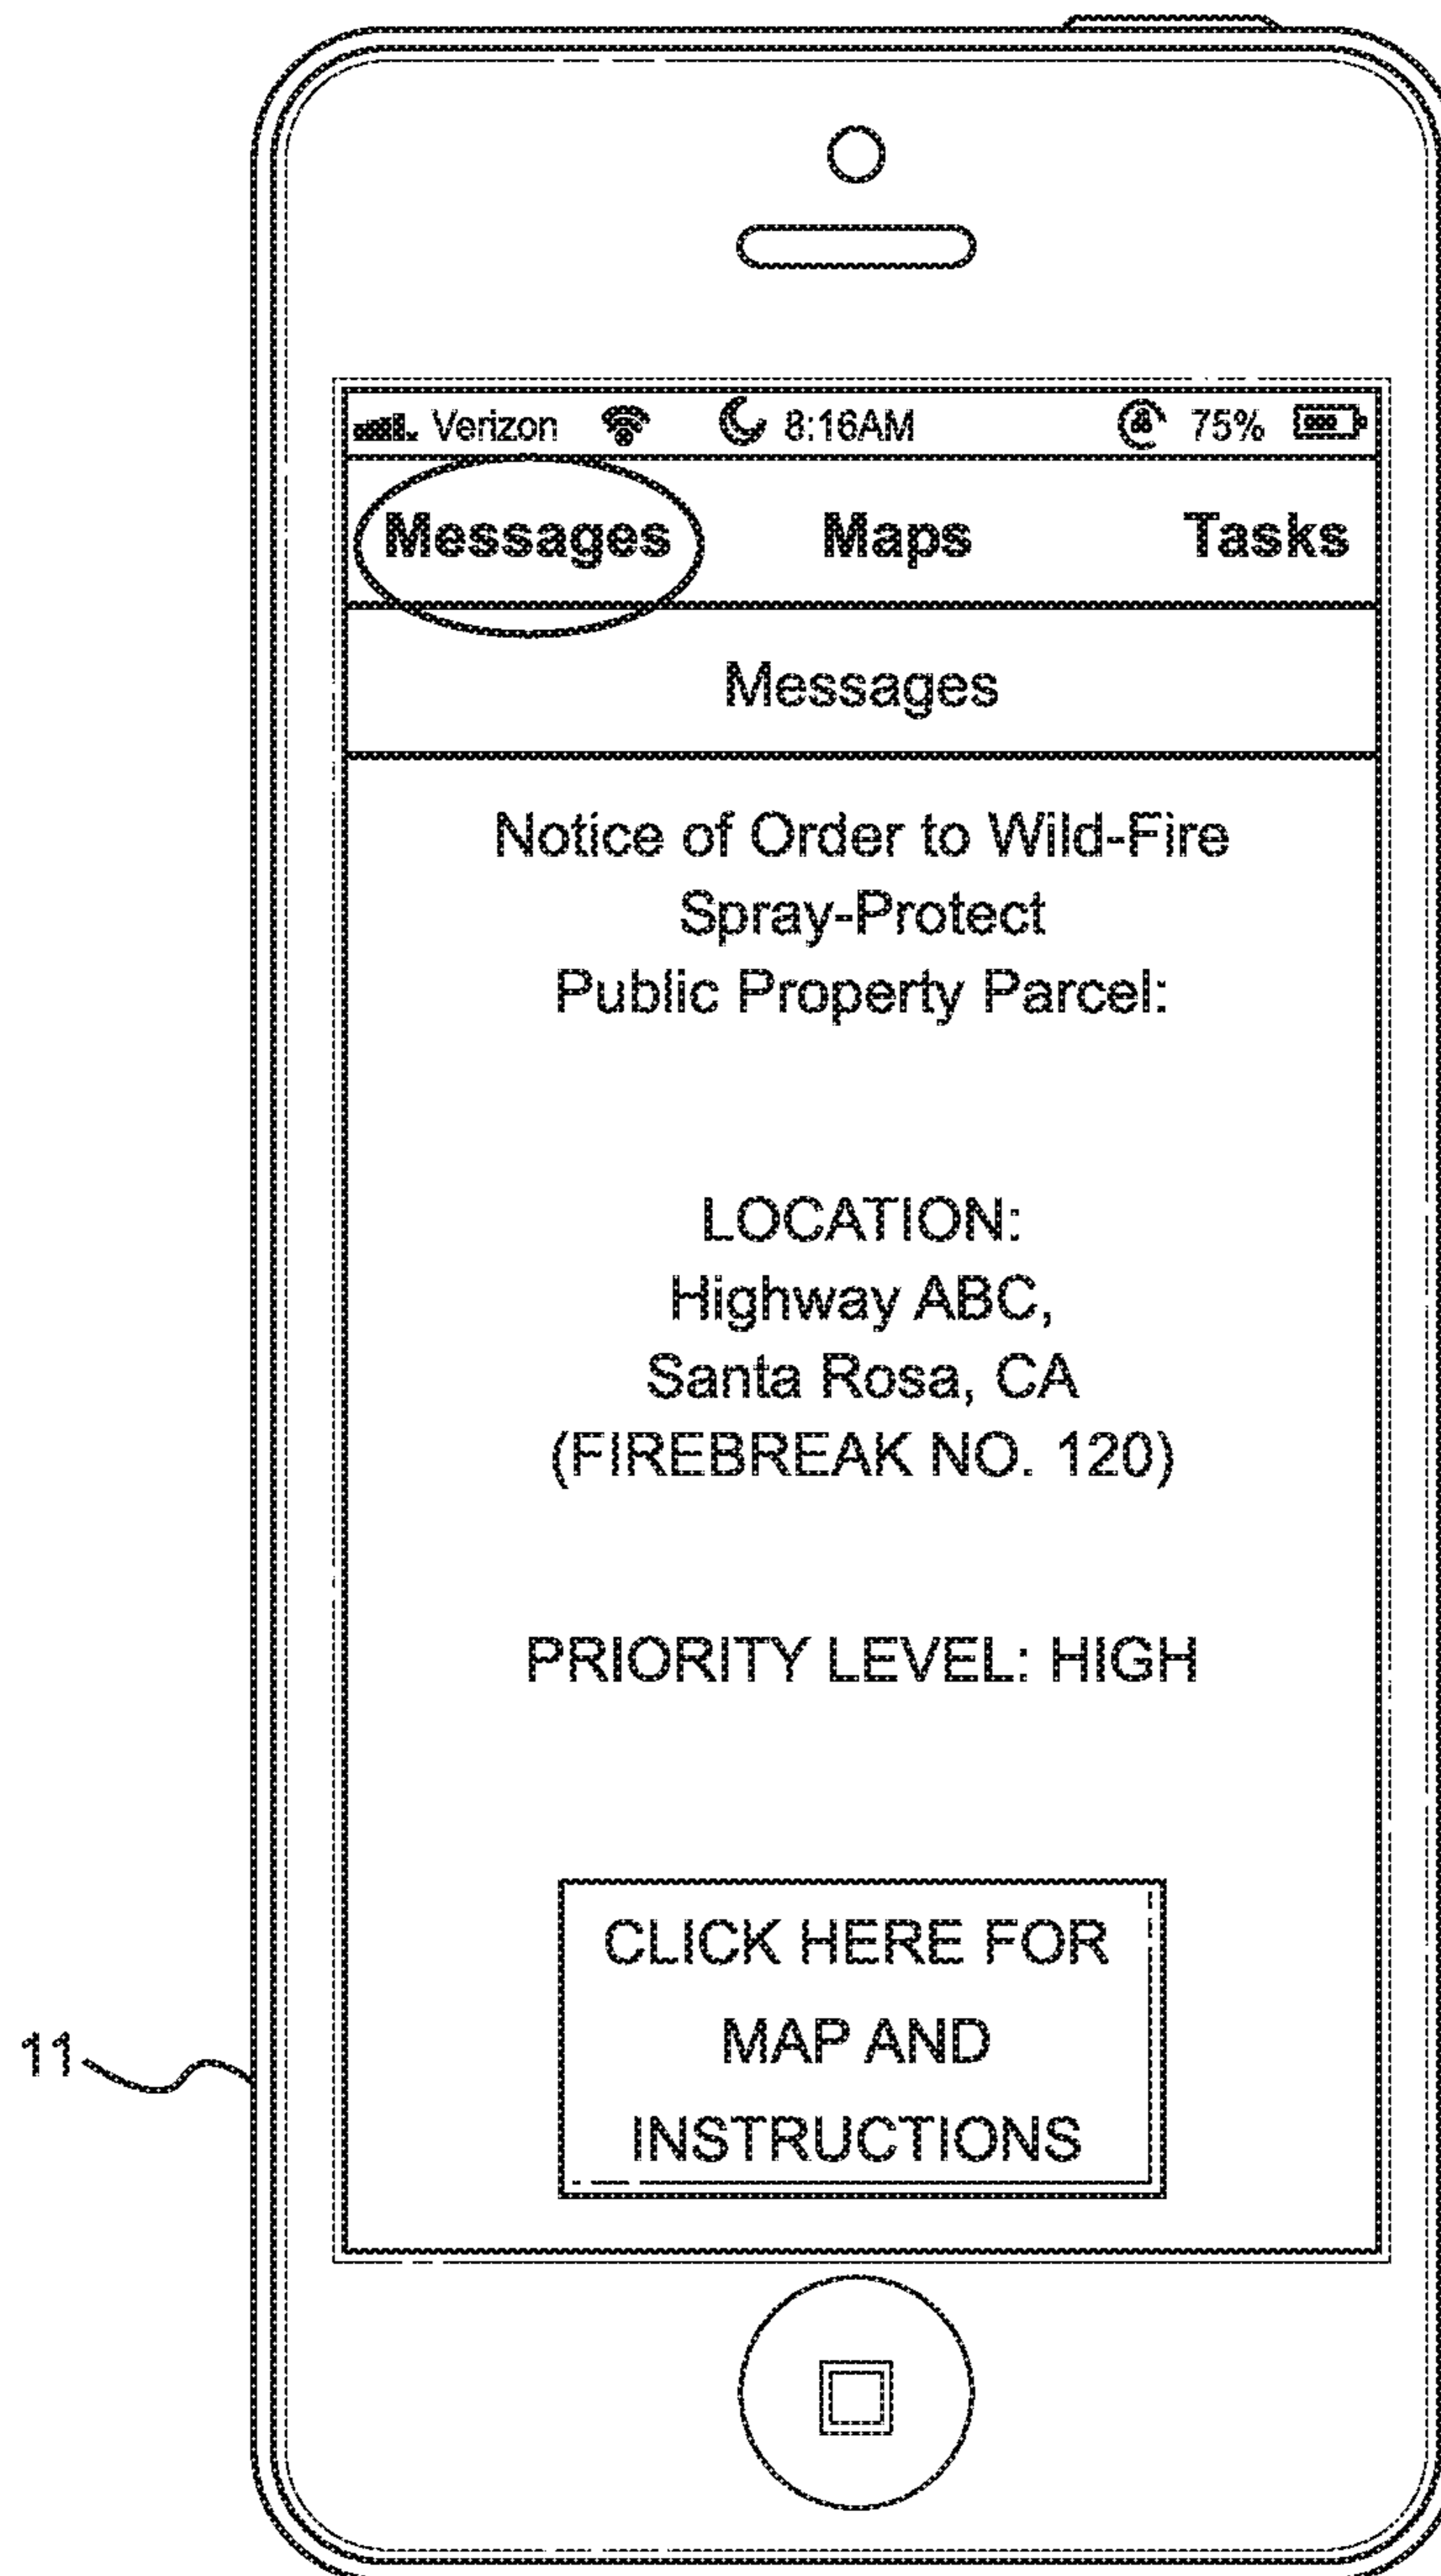 Verizon 8:16AM 75%
Messages Maps Tasks
Messages
Notice of Order to Wild-Fire
Spray-Protect
Public Property Parcel:
LOCATION:
Highway ABC,
Santa Rosa, CA
(FIREBREAK NO. 120)
PRIORITY LEVEL: HIGH
CLICK HERE FOR
MAP AND
INSTRUCTIONS
11